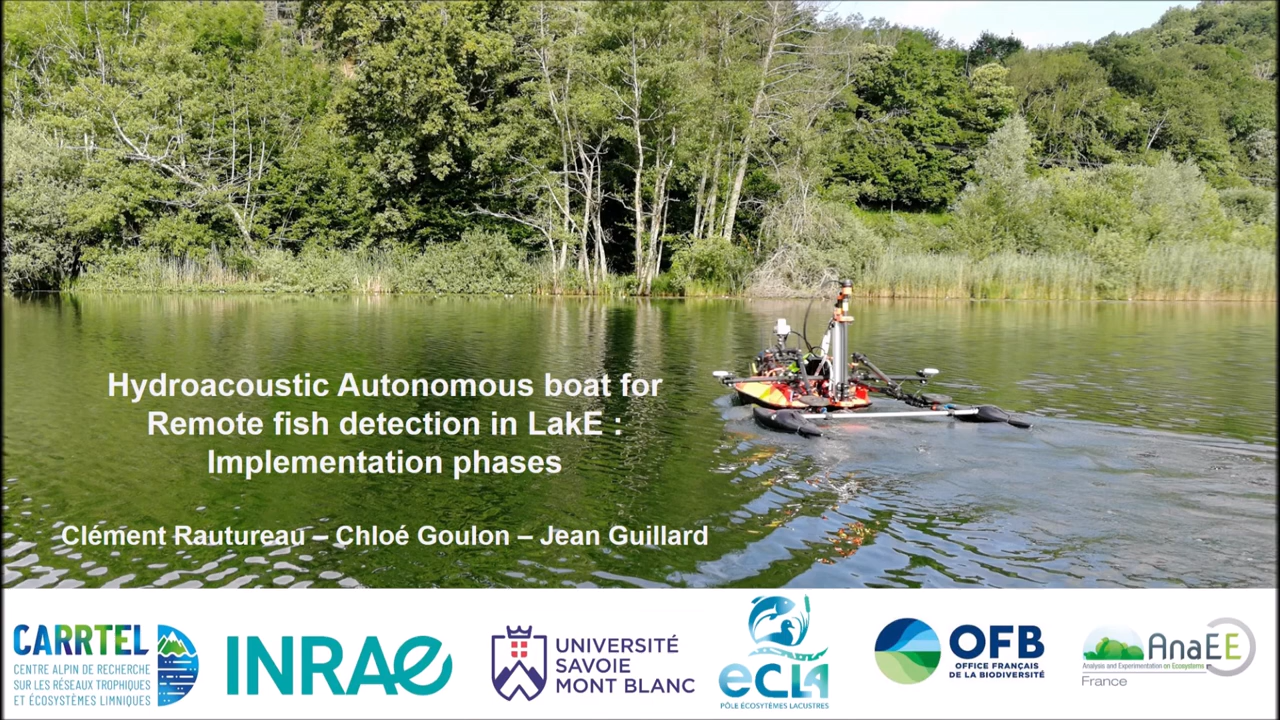 Hydroacoustic Autonomous boat for
Remote fish detection in LakE :
Implementation phases
Clément Rautureau – Chloé Goulon – Jean Guillard
CARRTEL
CENTRE ALPIN DE RECHERCHE
SUR LES RÉSEAUX TROPHIQUES
ET ÉCOSYSTÈMES LIMNIQUES
INRAE
UNIVERSITÉ
SAVOIE
MONT BLANC
eCLA
PÔLE ÉCOSYTÈMES LACUSTRES
OFB
OFFICE FRANÇAIS
DE LA BIODIVERSITÉ
AnaEE
Analysis and Experimentation on Ecosystems
France